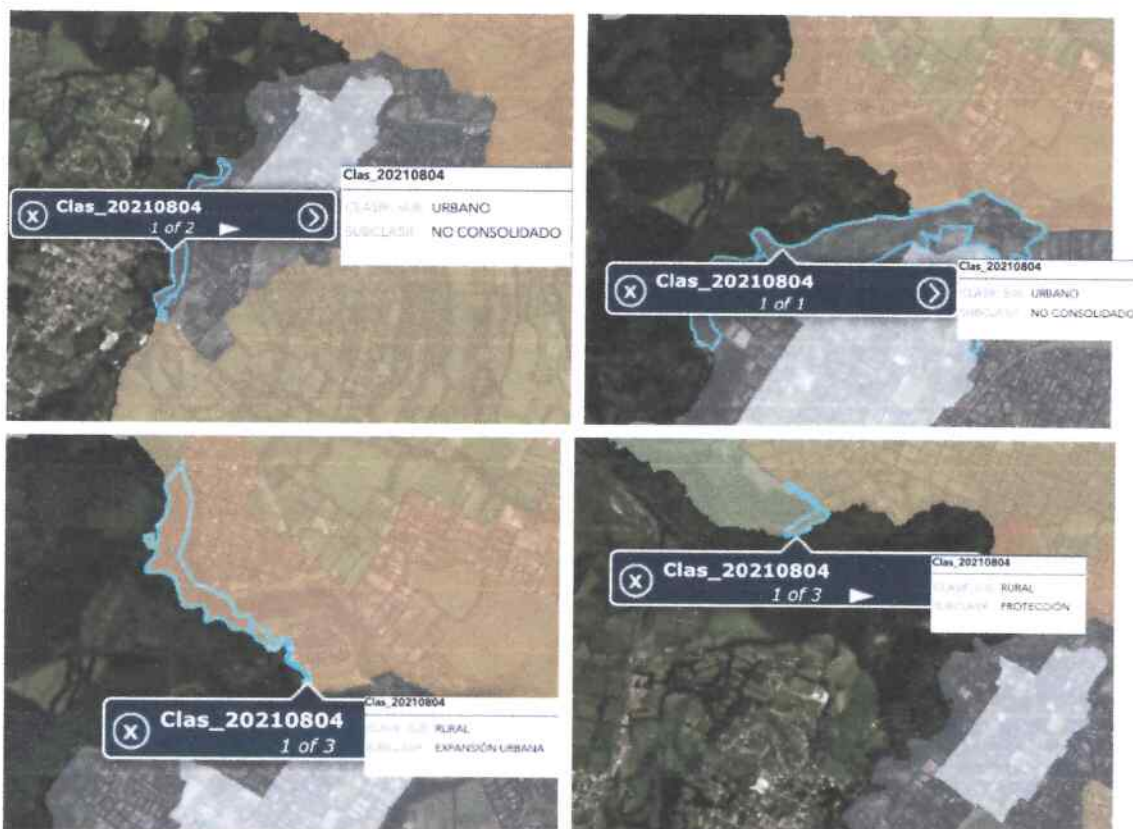 Clas_20210804
1 of 2
Clas_20210804
URBANO
NO CONSOLIDADO
Clas_20210804
1 of 1
Clas_20210804
URBANO
NO CONSOLIDADO
Clas_20210804
1 of 3
Clas_20210804
RURAL
EXPANSIÓN URBANA
Clas_20210804
1 of 3
Clas_20210804
RURAL
PROTECCIÓN